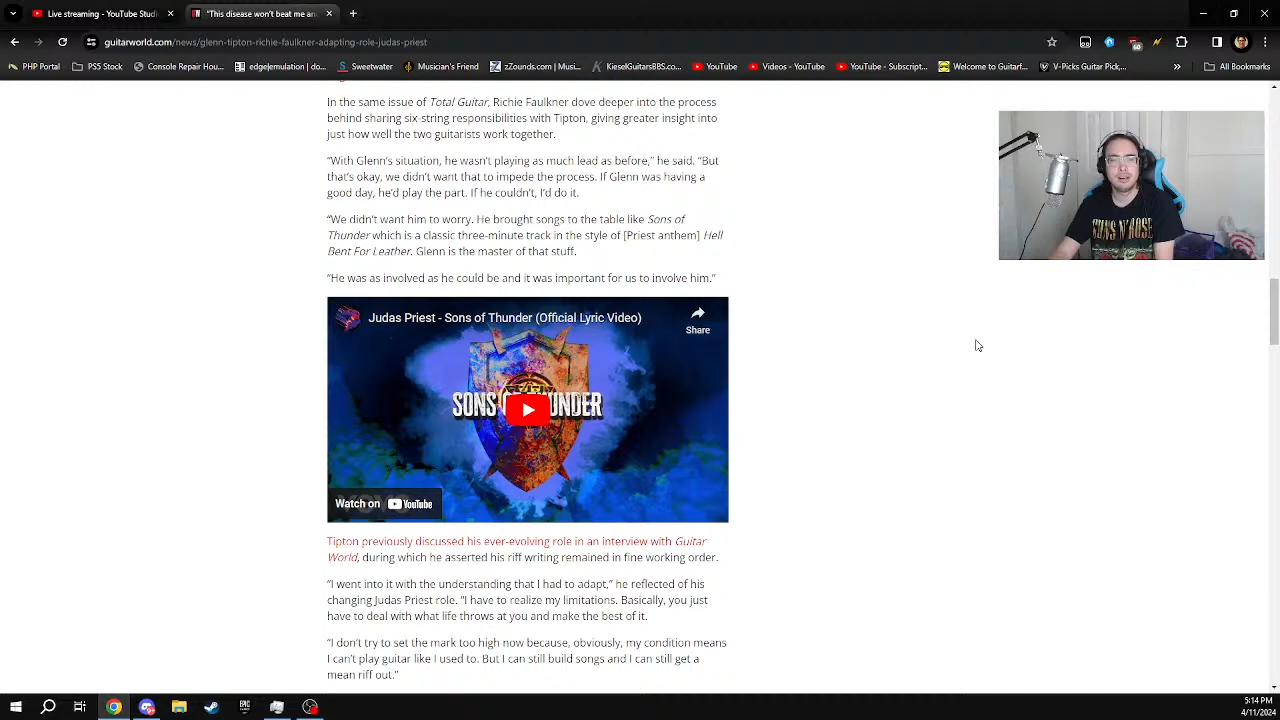 Live streaming - YouTube Studi
"This disease won't beat me an
guitarworld.com/news/glenn-tipton-richie-faulkner-adapting-role-judas-priest
PHP Portal
PS5 Stock
Console Repair Hou...
edge|emulation | do...
Sweetwater
Musician's Friend
zZounds.com | Musi...
KieselGuitarsBBS.co...
YouTube
Videos - YouTube
YouTube - Subscript...
Welcome to Guitarf...
V-Picks Guitar Pick,...
»
All Bookmarks
In the same issue of Total Guitar, Richie Faulkner dove deeper into the process
behind sharing six-string responsibilities with Tipton, giving greater insight into
just how well the two guitarists work together.
“With Glenn’s situation, he wasn’t playing as much lead as before,” he said. “But
that’s okay, we didn’t want that to impede the process. If Glenn was having a
good day, he’d play the part. If he couldn’t, I’d do it.
“We didn’t want him to worry. He brought songs to the table like Sons of
Thunder which is a classic three-minute track in the style of [Priest anthem] Hell
Bent For Leather. Glenn is the master of that stuff.
“He was as involved as he could be and it was important for us to involve him.”
Judas Priest - Sons of Thunder (Official Lyric Video)
Share
SONS OF THUNDER
Watch on YouTube
Tipton previously discussed his ever-evolving role in an interview with Guitar
World, during which he asserted his riff writing remained in fine working order.
“I went into it with the understanding that I had to adapt,” he reflected of his
changing Judas Priest role. “I have to realize my limitations. Basically, you just
have to deal with what life throws at you and make the best of it.
“I don’t try to set the mark too high now because, obviously, my condition means
I can’t play guitar like I used to. But I can still build songs and I can still get a
mean riff out.”
GUNS N' ROSES
EPIC
5:14 PM
4/11/2024